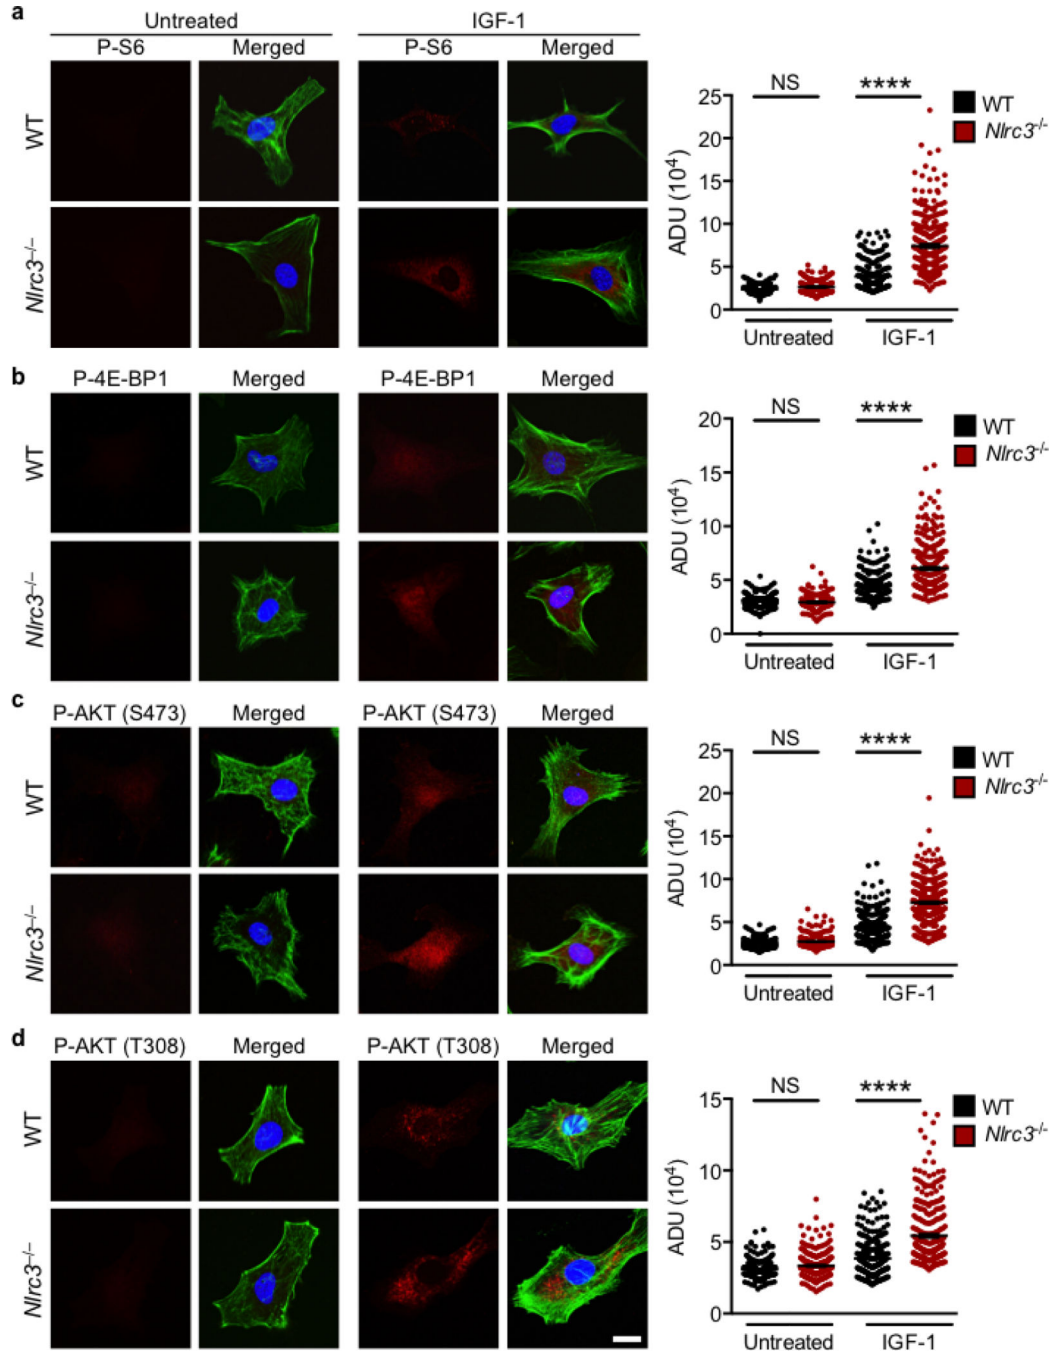 a
Untreated IGF-1
P-S6 Merged P-S6 Merged
WT
Nlrc3–/–
NS ****
WT
Nlrc3-/-
ADU (10⁴)
25
20
15
10
5
0
Untreated IGF-1
b
P-4E-BP1 Merged P-4E-BP1 Merged
WT
Nlrc3–/–
NS ****
WT
Nlrc3-/-
ADU (10⁴)
20
15
10
5
0
Untreated IGF-1
c
P-AKT (S473) Merged P-AKT (S473) Merged
WT
Nlrc3–/–
NS ****
WT
Nlrc3-/-
ADU (10⁴)
25
20
15
10
5
0
Untreated IGF-1
d
P-AKT (T308) Merged P-AKT (T308) Merged
WT
Nlrc3–/–
NS ****
WT
Nlrc3-/-
ADU (10⁴)
15
10
5
0
Untreated IGF-1